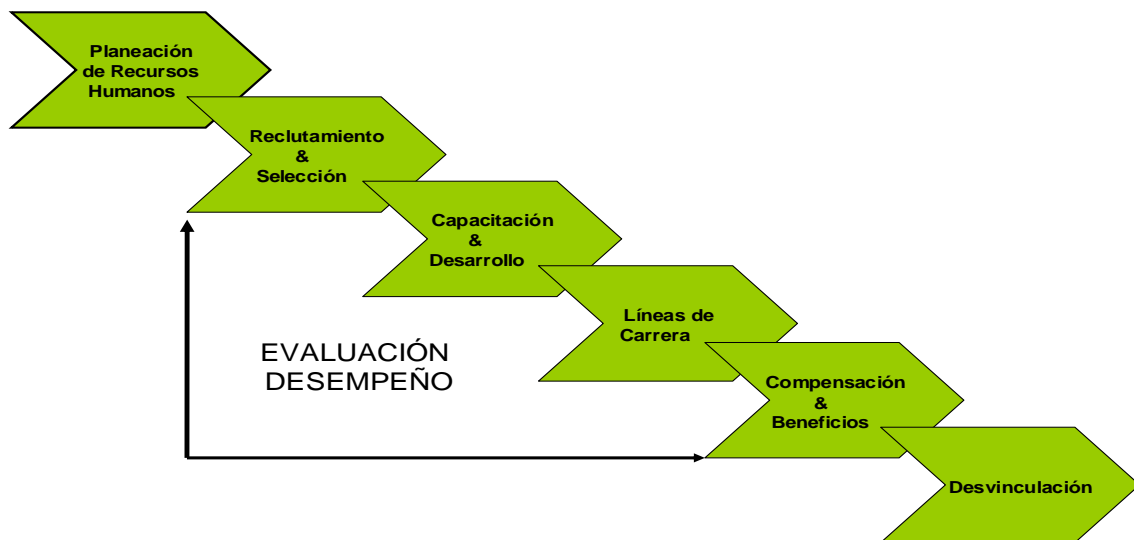 Planeación
de Recursos
Humanos
Reclutamiento
&
Selección
Capacitación
&
Desarrollo
Líneas de
Carrera
EVALUACIÓN
DESEMPEÑO
Compensación
&
Beneficios
Desvinculación